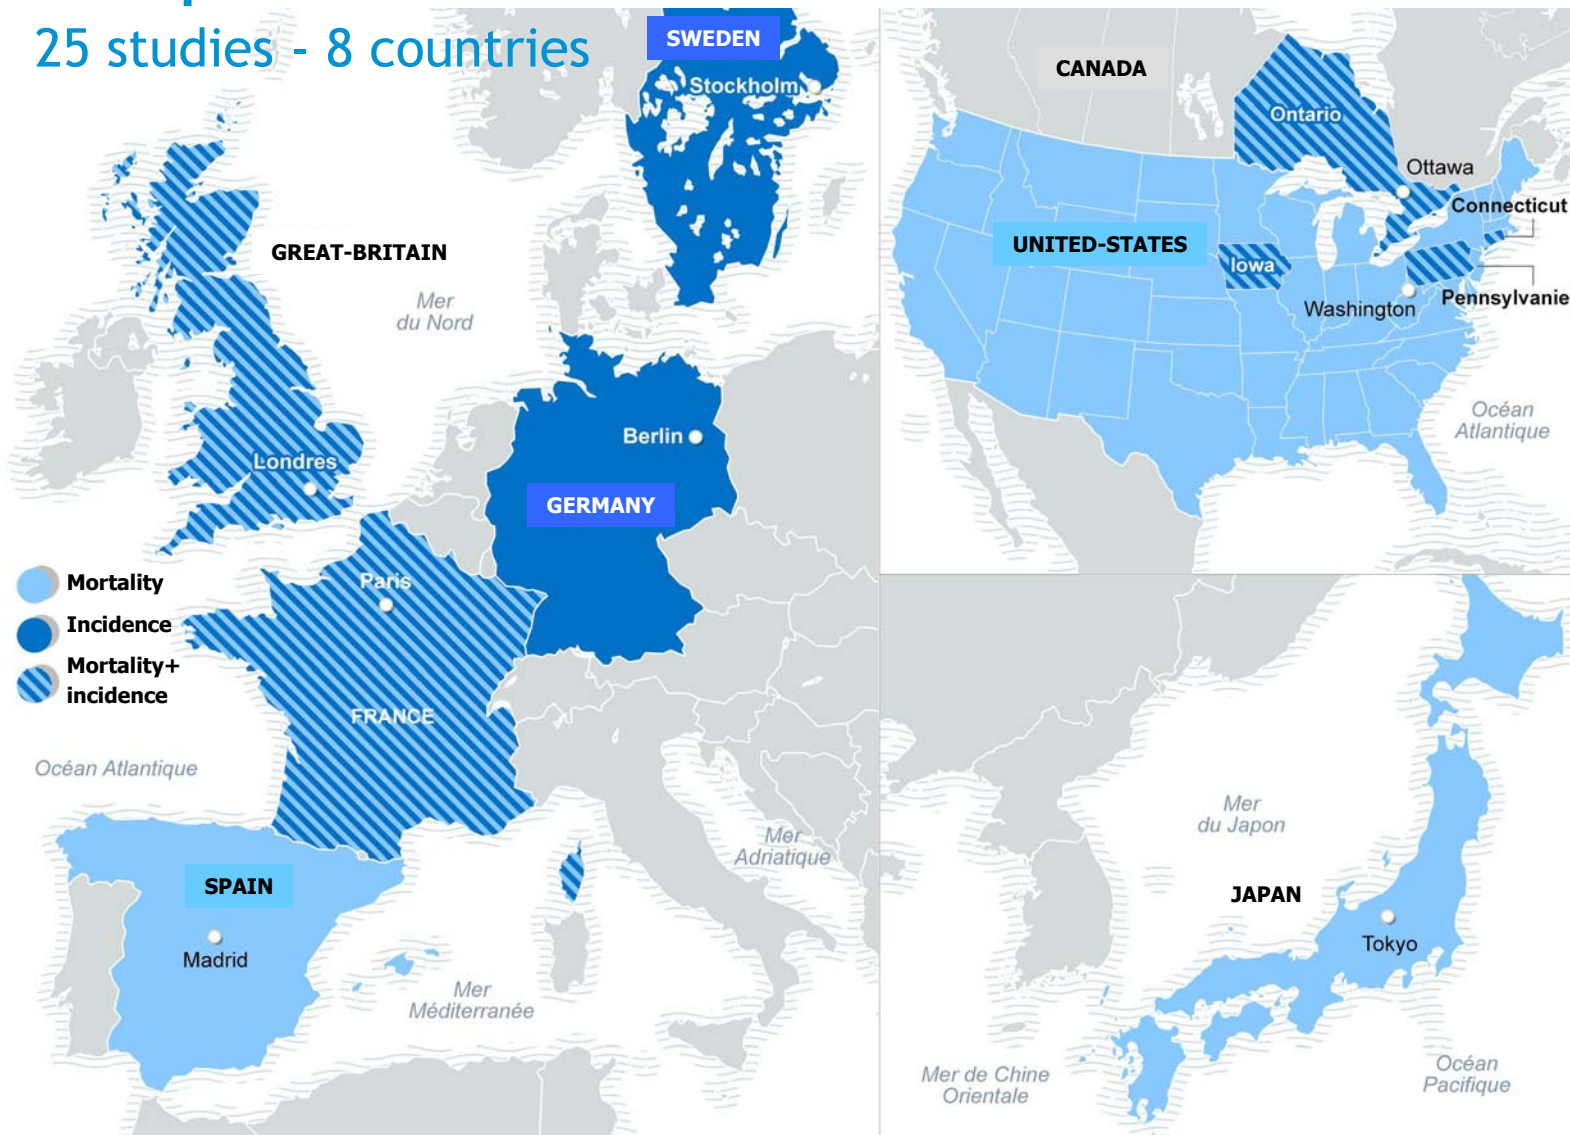 25 studies - 8 countries
SWEDEN
Stockholm
GREAT-BRITAIN
Mer
du Nord
Londres
Berlin
GERMANY
Mortality
Incidence
Mortality+
incidence
Paris
FRANCE
Océan Atlantique
SPAIN
Madrid
Mer
Méditerranée
Mer
Adriatique
CANADA
Ontario
Ottawa
Connecticut
UNITED-STATES
Iowa
Washington
Pennsylvanie
Océan
Atlantique
Mer
du Japon
JAPAN
Tokyo
Mer de Chine
Orientale
Océan
Pacifique